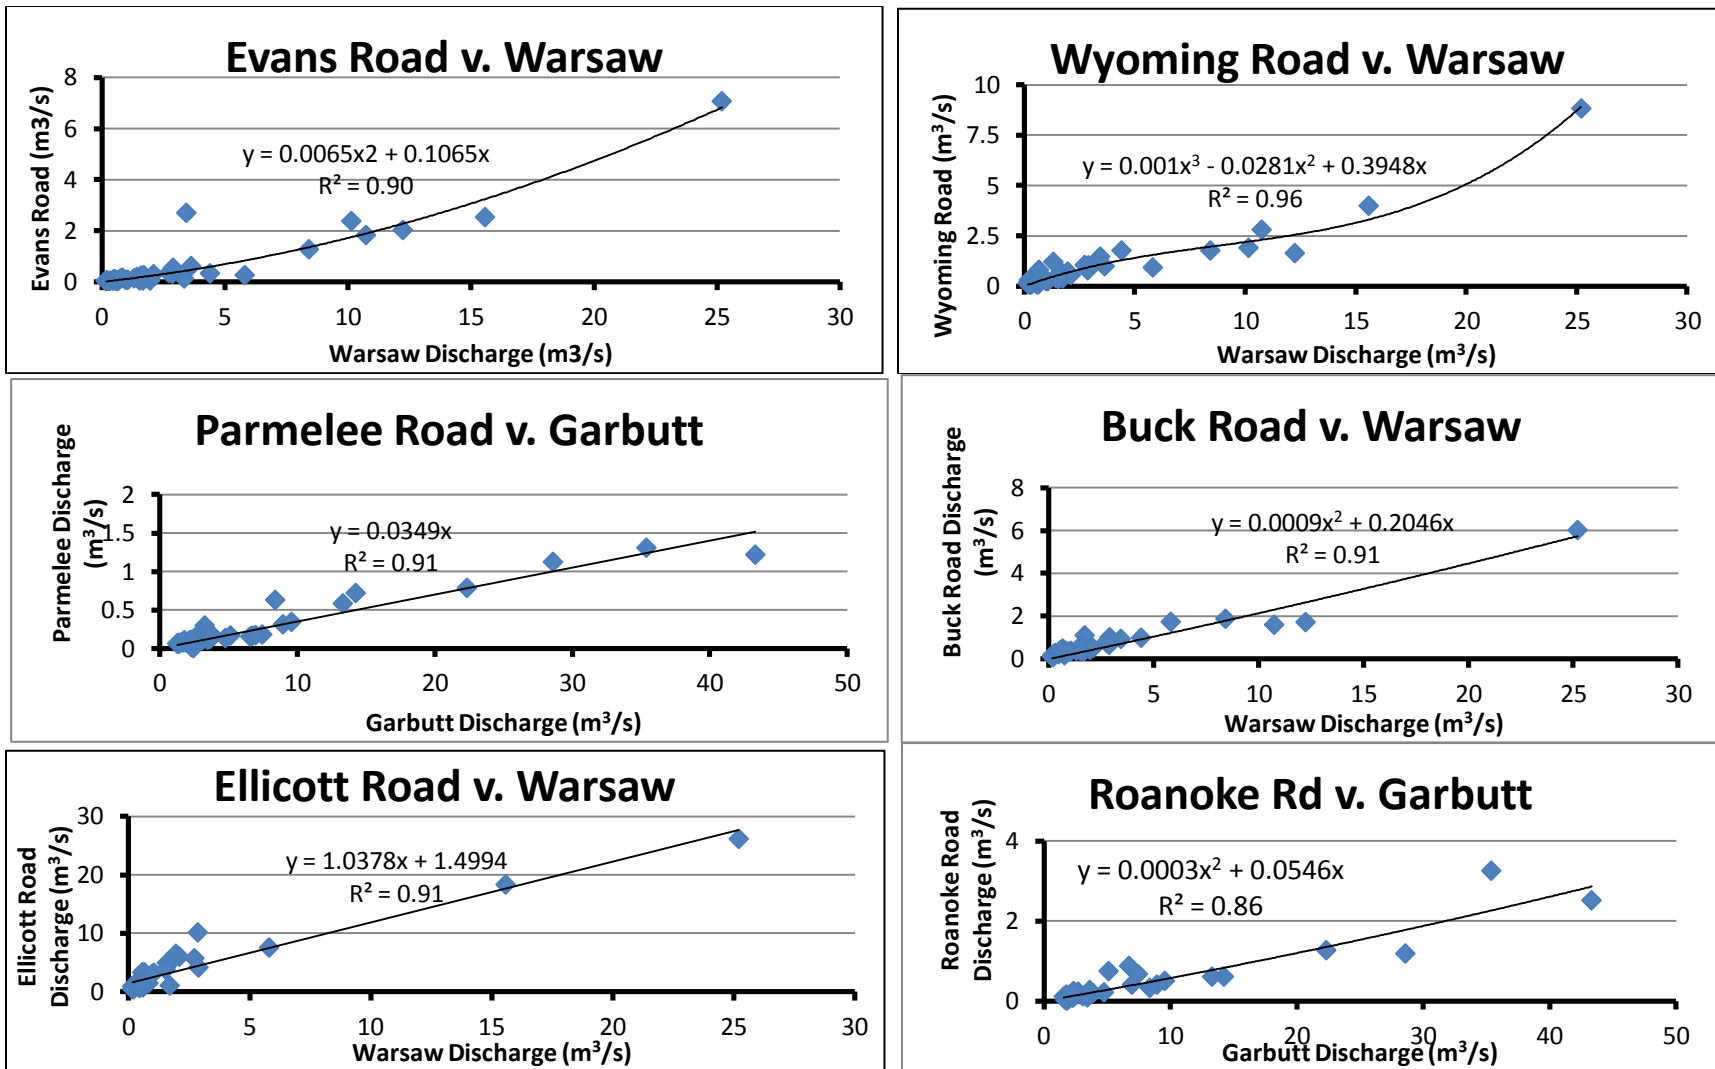 Evans Road v. Warsaw
Evans Road (m3/s)
8
6
4
2
0
y = 0.0065x2 + 0.1065x
R² = 0.90
0 5 10 15 20 25 30
Warsaw Discharge (m3/s)
Wyoming Road v. Warsaw
Wyoming Road (m³/s)
10
7.5
5
2.5
0
y = 0.001x³ - 0.0281x² + 0.3948x
R² = 0.96
0 5 10 15 20 25 30
Warsaw Discharge (m³/s)
Parmelee Road v. Garbutt
Parmelee Discharge
(m³/s)
2
1.5
1
0.5
0
y = 0.0349x
R² = 0.91
0 10 20 30 40 50
Garbutt Discharge (m³/s)
Buck Road v. Warsaw
Buck Road Discharge
(m³/s)
8
6
4
2
0
y = 0.0009x² + 0.2046x
R² = 0.91
0 5 10 15 20 25 30
Warsaw Discharge (m³/s)
Ellicott Road v. Warsaw
Ellicott Road
Discharge (m³/s)
30
20
10
0
y = 1.0378x + 1.4994
R² = 0.91
0 5 10 15 20 25 30
Warsaw Discharge (m³/s)
Roanoke Rd v. Garbutt
Roanoke Road
Discharge (m³/s)
4
2
0
y = 0.0003x² + 0.0546x
R² = 0.86
0 10 20 30 40 50
Garbutt Discharge (m³/s)